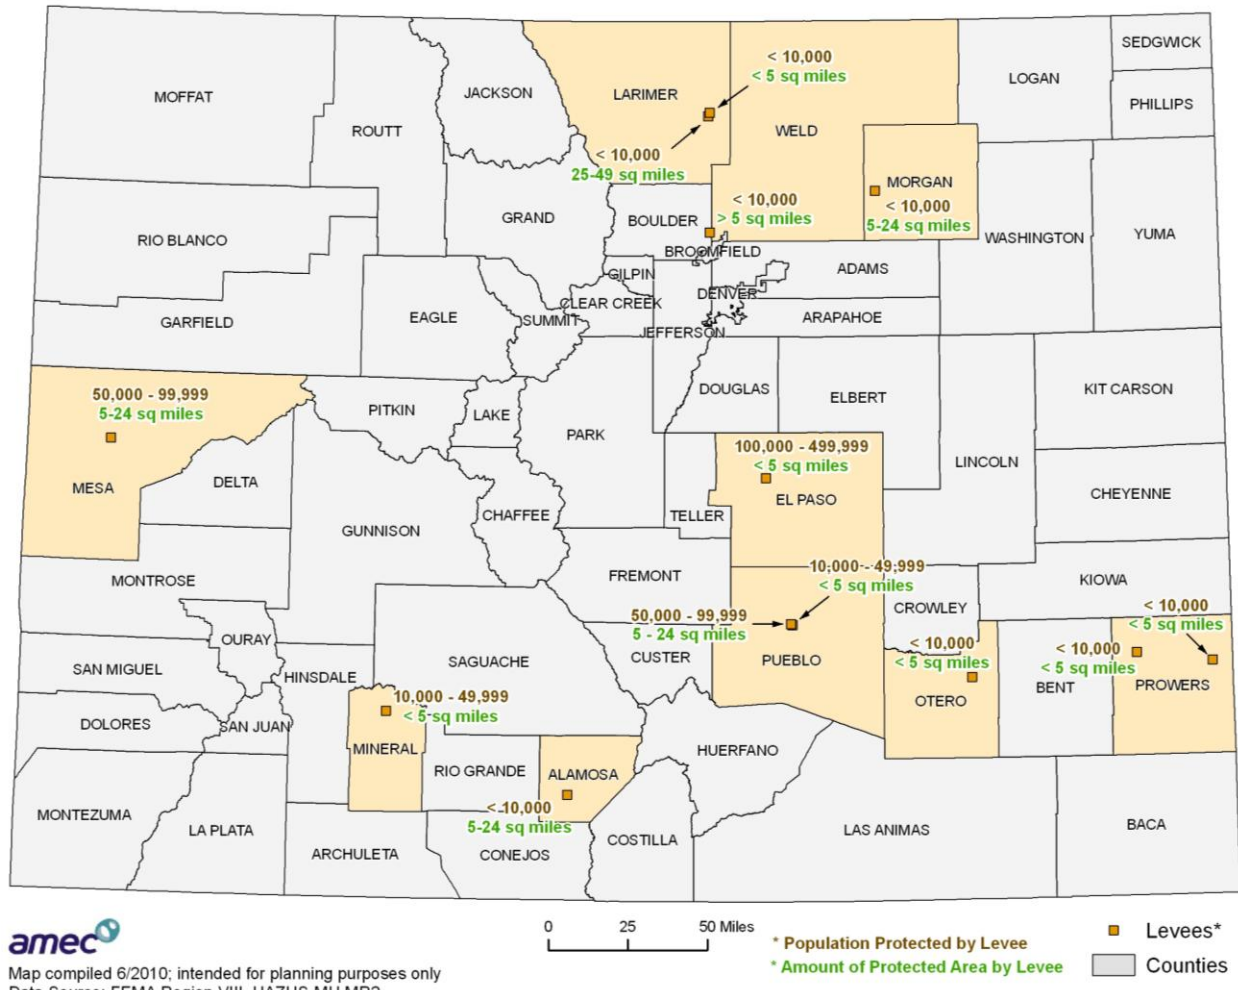 SEDGWICK
LOGAN
PHILLIPS
MOFFAT
JACKSON
LARIMER
< 10,000
< 5 sq miles
ROUTT
WELD
< 10,000
25-49 sq miles
MORGAN
< 10,000
5-24 sq miles
GRAND
BOULDER
< 10,000
> 5 sq miles
RIO BLANCO
BROOMFIELD
WASHINGTON
YUMA
GILPIN
ADAMS
CLEAR CREEK
DENVER
GARFIELD
EAGLE
SUMMIT
JEFFERSON
ARAPAHOE
50,000 - 99,999
5-24 sq miles
PITKIN
LAKE
DOUGLAS
ELBERT
KIT CARSON
PARK
100,000 - 499,999
< 5 sq miles
LINCOLN
MESA
DELTA
EL PASO
CHEYENNE
GUNNISON
CHAFFEE
TELLER
MONTROSE
FREMONT
10,000 - 49,999
< 5 sq miles
KIOWA
CROWLEY
50,000 - 99,999
5 - 24 sq miles
< 10,000
< 5 sq miles
OURAY
CUSTER
PUEBLO
< 10,000
< 5 sq miles
< 10,000
< 5 sq miles
SAN MIGUEL
HINSDALE
SAGUACHE
OTERO
BENT
PROWERS
10,000 - 49,999
< 5 sq miles
DOLORES
SAN JUAN
MINERAL
RIO GRANDE
ALAMOSA
HUERFANO
< 10,000
5-24 sq miles
MONTEZUMA
LA PLATA
ARCHULETA
CONEJOS
COSTILLA
LAS ANIMAS
BACA
amec
0 25 50 Miles
* Population Protected by Levee
* Amount of Protected Area by Levee
Levees*
Counties
Map compiled 6/2010; intended for planning purposes only
Data Source: FEMA Region VIII, HAZUS-MH MR2